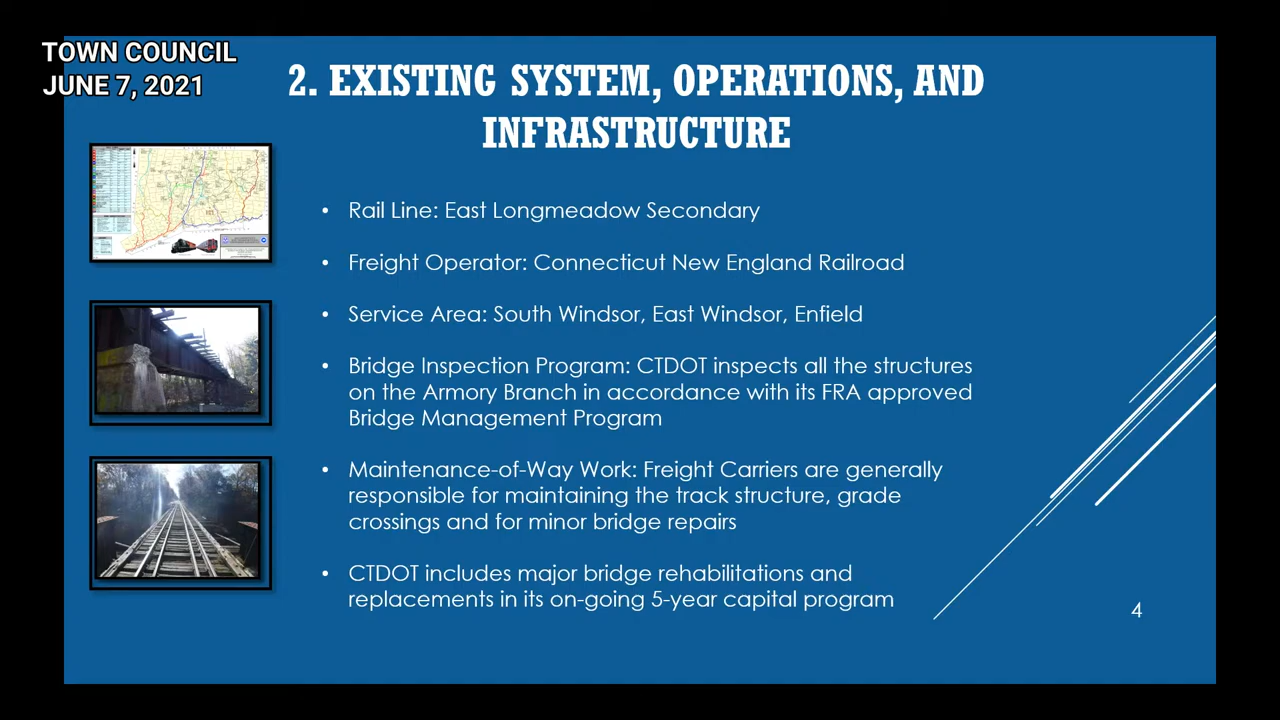 TOWN COUNCIL
JUNE 7, 2021
2. EXISTING SYSTEM, OPERATIONS, AND
INFRASTRUCTURE
• Rail Line: East Longmeadow Secondary
• Freight Operator: Connecticut New England Railroad
• Service Area: South Windsor, East Windsor, Enfield
• Bridge Inspection Program: CTDOT inspects all the structures
on the Armory Branch in accordance with its FRA approved
Bridge Management Program
• Maintenance-of-Way Work: Freight Carriers are generally
responsible for maintaining the track structure, grade
crossings and for minor bridge repairs
• CTDOT includes major bridge rehabilitations and
replacements in its on-going 5-year capital program
4